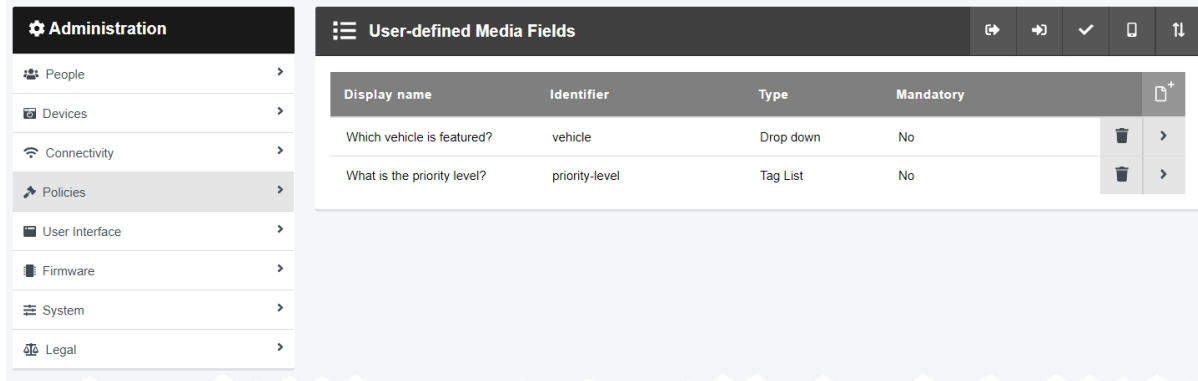 Administration
People
Devices
Connectivity
Policies
User Interface
Firmware
System
Legal
User-defined Media Fields
Display name Identifier Type Mandatory
Which vehicle is featured? vehicle Drop down No
What is the priority level? priority-level Tag List No